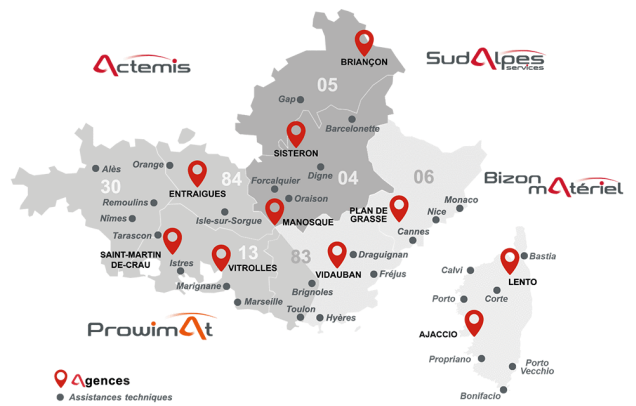 BRIANÇON
Actemis
SudAlpes
services
05
Gap
Barcelonette
SISTERON
Alès
Orange
30
84
Digne
04
06
Bizon
matériel
ENTRAIGUES
Forcalquier
Oraison
Remoulins
Nîmes
Isle-sur-Sorgue
MANOSQUE
PLAN DE
GRASSE
Monaco
Nice
Cannes
Tarascon
SAINT-MARTIN
DE-CRAU
Istres
13
VITROLLES
83
VIDAUBAN
Draguignan
Fréjus
Marignane
Brignoles
Marseille
Toulon
Hyères
Bastia
Calvi
LENTO
Porto
Corte
AJACCIO
Propriano
Porto
Vecchio
Bonifacio
Prowimat
Agences
Assistances techniques